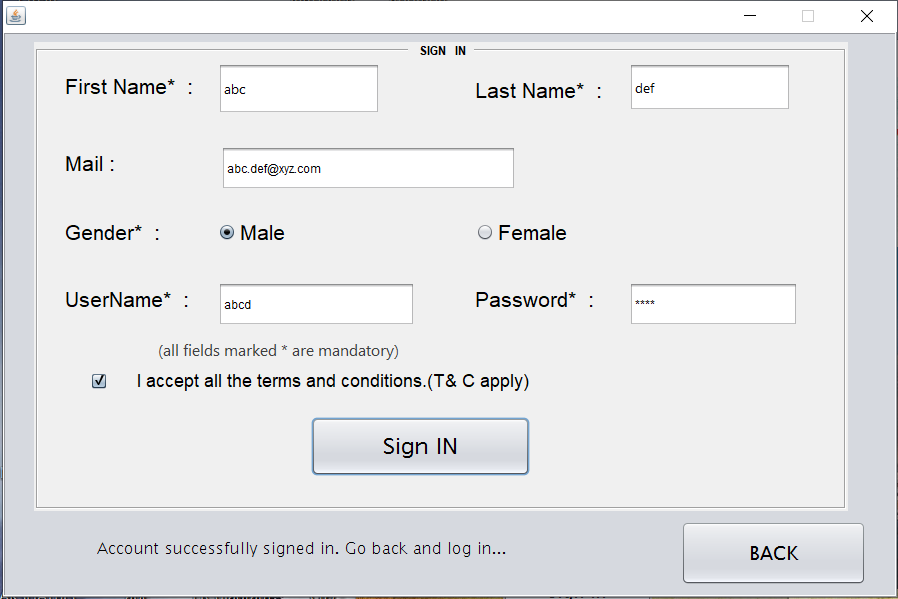 SIGN IN
First Name* : abc Last Name* : def
Mail : abc.def@xyz.com
Gender* : Male Female
UserName* : abcd Password* : ****
(all fields marked * are mandatory)
I accept all the terms and conditions.(T& C apply)
Sign IN
Account successfully signed in. Go back and log in...
BACK